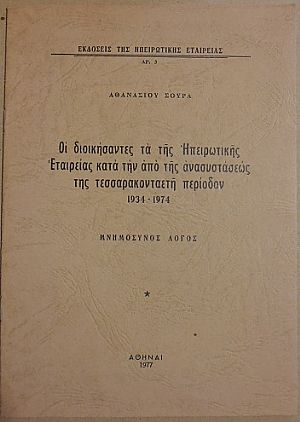 ΕΚΔΟΣΕΙΣ ΤΗΣ ΗΠΕΙΡΩΤΙΚΗΣ ΕΤΑΙΡΕΙΑΣ
ΑΡ. 3
ΑΘΑΝΑΣΙΟΥ ΣΟΥΡΑ
Οἱ διοικήσαντες τὰ τῆς Ἠπειρωτικῆς
Ἑταιρείας κατὰ τὴν ἀπὸ τῆς ἀνασυστάσεώς
της τεσσαρακονταετῆ περίοδον
1934 - 1974
ΜΝΗΜΟΣΥΝΟΣ ΛΟΓΟΣ
*
ΑΘΗΝΑΙ
1977